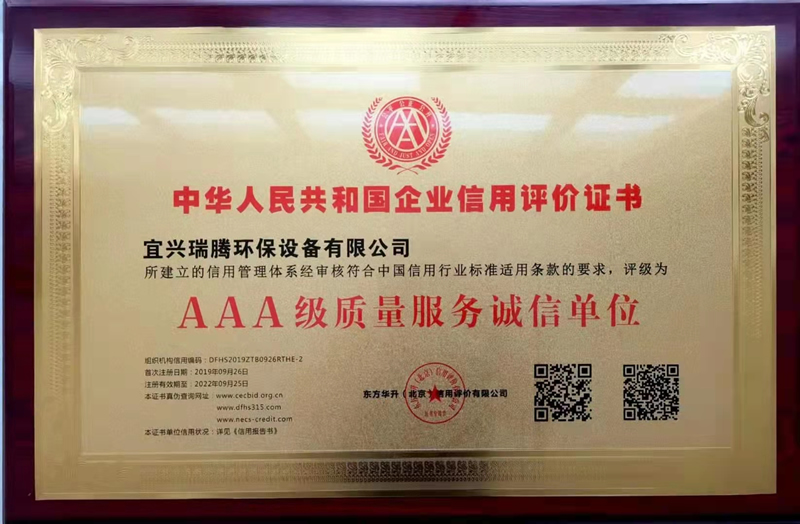 中华人民共和国企业信用评价证书
宜兴瑞腾环保设备有限公司
所建立的信用管理体系经审核符合中国信用行业标准适用条款的要求，评级为
AAA级质量服务诚信单位
组织机构信用编码：DFHS2019ZTB0926RTHE-2
首次注册日期：2019年09月26日
注册有效期至：2022年09月25日
本证书真伪查询网址：www.cecbid.org.cn
www.dfhs315.com
www.necs-credit.com
本证书单位信用状况：详见《信用报告书》
东方华升（北京）信用评价有限公司